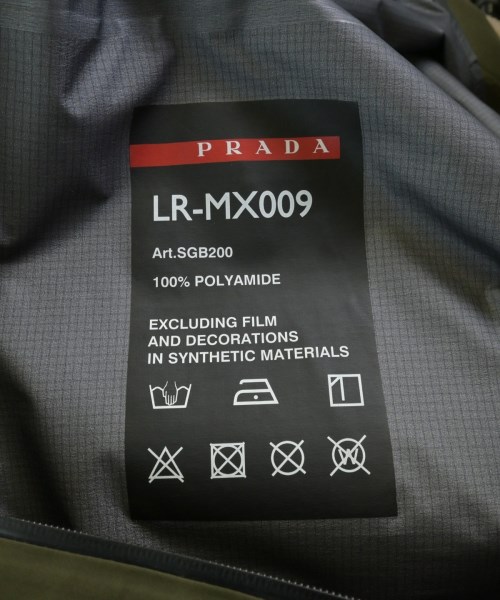 PRADA
LR-MX009
Art.SGB200
100% POLYAMIDE
EXCLUDING FILM
AND DECORATIONS
IN SYNTHETIC MATERIALS
W